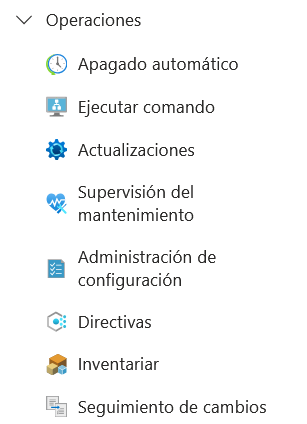 Operaciones
Apagado automático
Ejecutar comando
Actualizaciones
Supervisión del
mantenimiento
Administración de
configuración
Directivas
Inventariar
Seguimiento de cambios